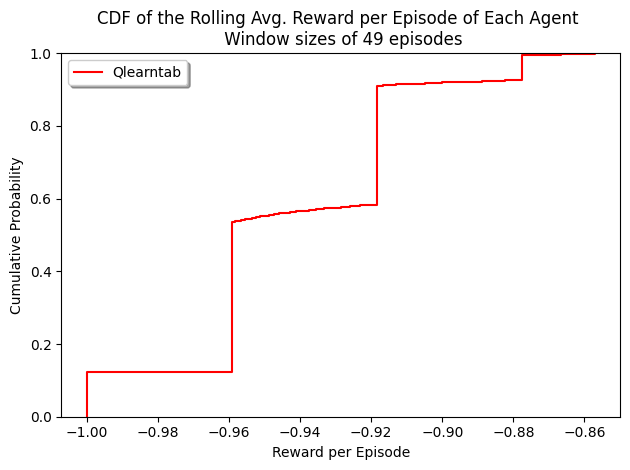 CDF of the Rolling Avg. Reward per Episode of Each Agent
Window sizes of 49 episodes
Qlearntab
Cumulative Probability
1.0
0.8
0.6
0.4
0.2
0.0
−1.00 −0.98 −0.96 −0.94 −0.92 −0.90 −0.88 −0.86
Reward per Episode